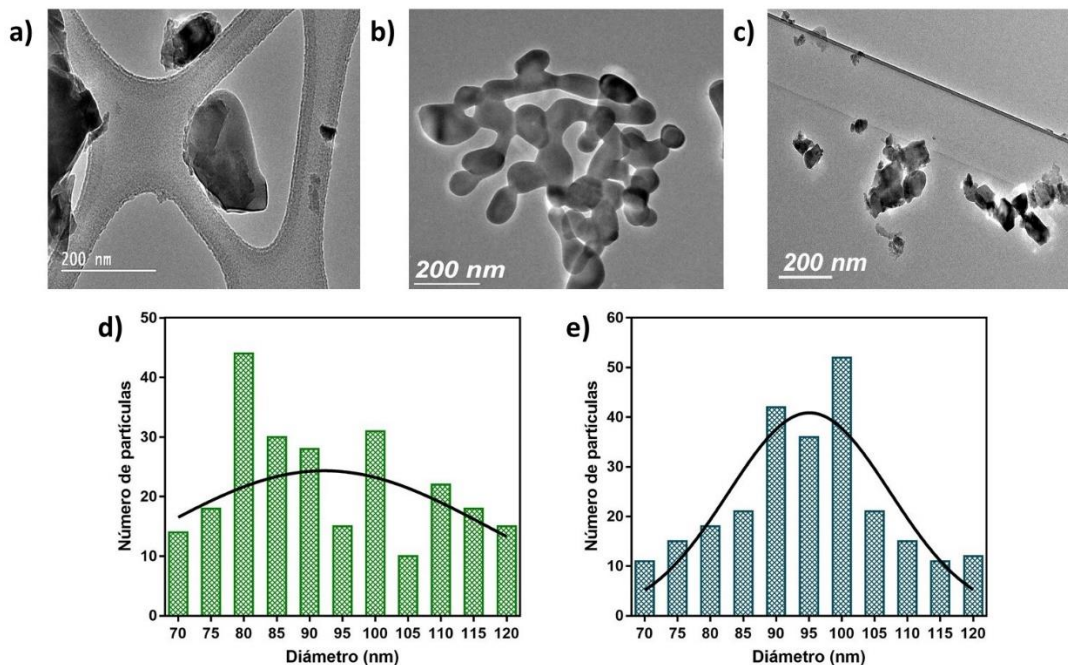 a)
200 nm
b)
200 nm
c)
200 nm
d)
Número de partículas
50
40
30
20
10
0
70 75 80 85 90 95 100 105 110 115 120
Diámetro (nm)
e)
Número de partículas
60
50
40
30
20
10
0
70 75 80 85 90 95 100 105 110 115 120
Diámetro (nm)